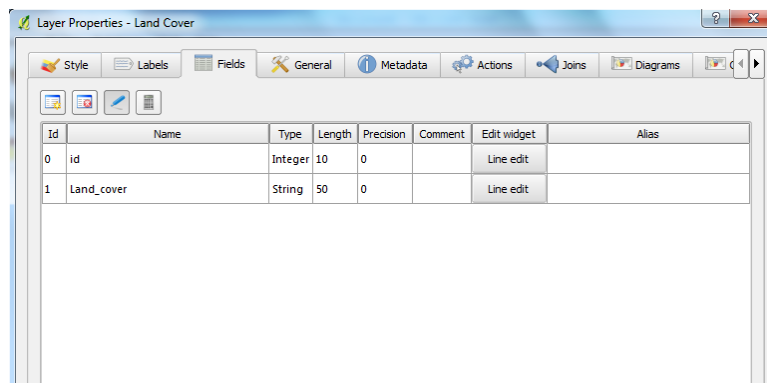 Layer Properties - Land Cover
Style Labels Fields General Metadata Actions Joins Diagrams
Id Name Type Length Precision Comment Edit widget Alias
0 id Integer 10 0 Line edit
1 Land_cover String 50 0 Line edit